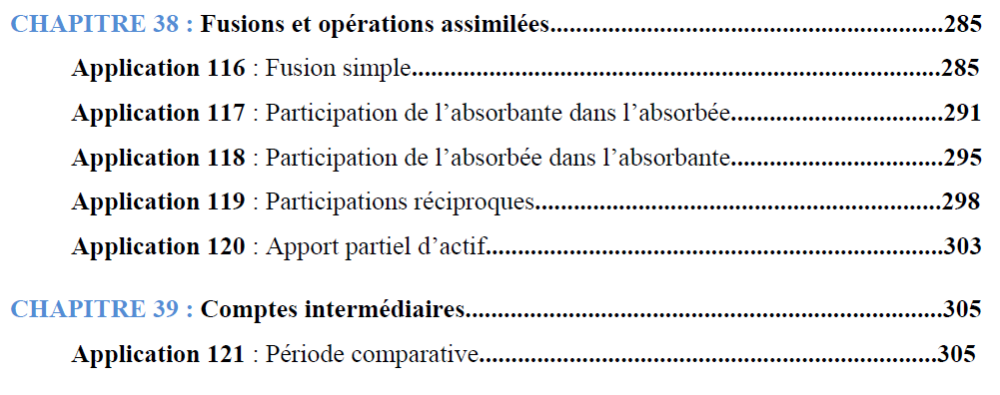 CHAPITRE 38 : Fusions et opérations assimilées............................................................285
Application 116 : Fusion simple................................................................................285
Application 117 : Participation de l’absorbante dans l’absorbée................................291
Application 118 : Participation de l’absorbée dans l’absorbante................................295
Application 119 : Participations réciproques..............................................................298
Application 120 : Apport partiel d’actif.....................................................................303
CHAPITRE 39 : Comptes intermédiaires.........................................................................305
Application 121 : Période comparative.....................................................................305